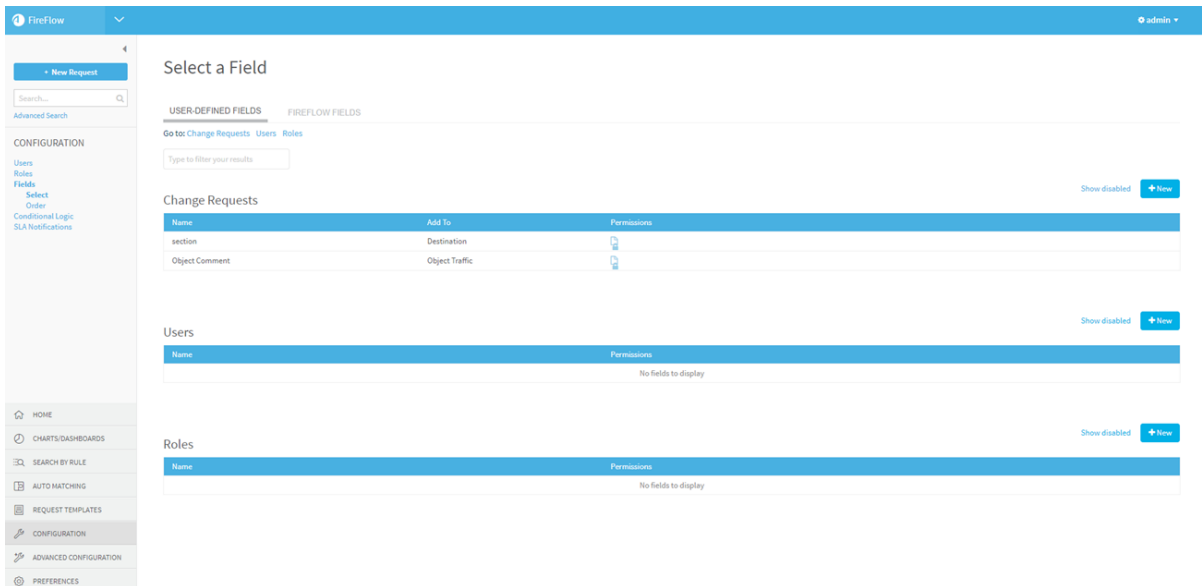 FireFlow
admin
+ New Request
Search...
Advanced Search
CONFIGURATION
Users
Roles
Fields
Select
Order
Conditional Logic
SLA Notifications
HOME
CHARTS/DASHBOARDS
SEARCH BY RULE
AUTO MATCHING
REQUEST TEMPLATES
CONFIGURATION
ADVANCED CONFIGURATION
PREFERENCES
Select a Field
USER-DEFINED FIELDS FIREFLOW FIELDS
Go to: Change Requests Users Roles
Type to filter your results
Show disabled +New
Change Requests
Name Add To Permissions
section Destination
Object Comment Object Traffic
Show disabled +New
Users
Name Permissions
No fields to display
Show disabled +New
Roles
Name Permissions
No fields to display